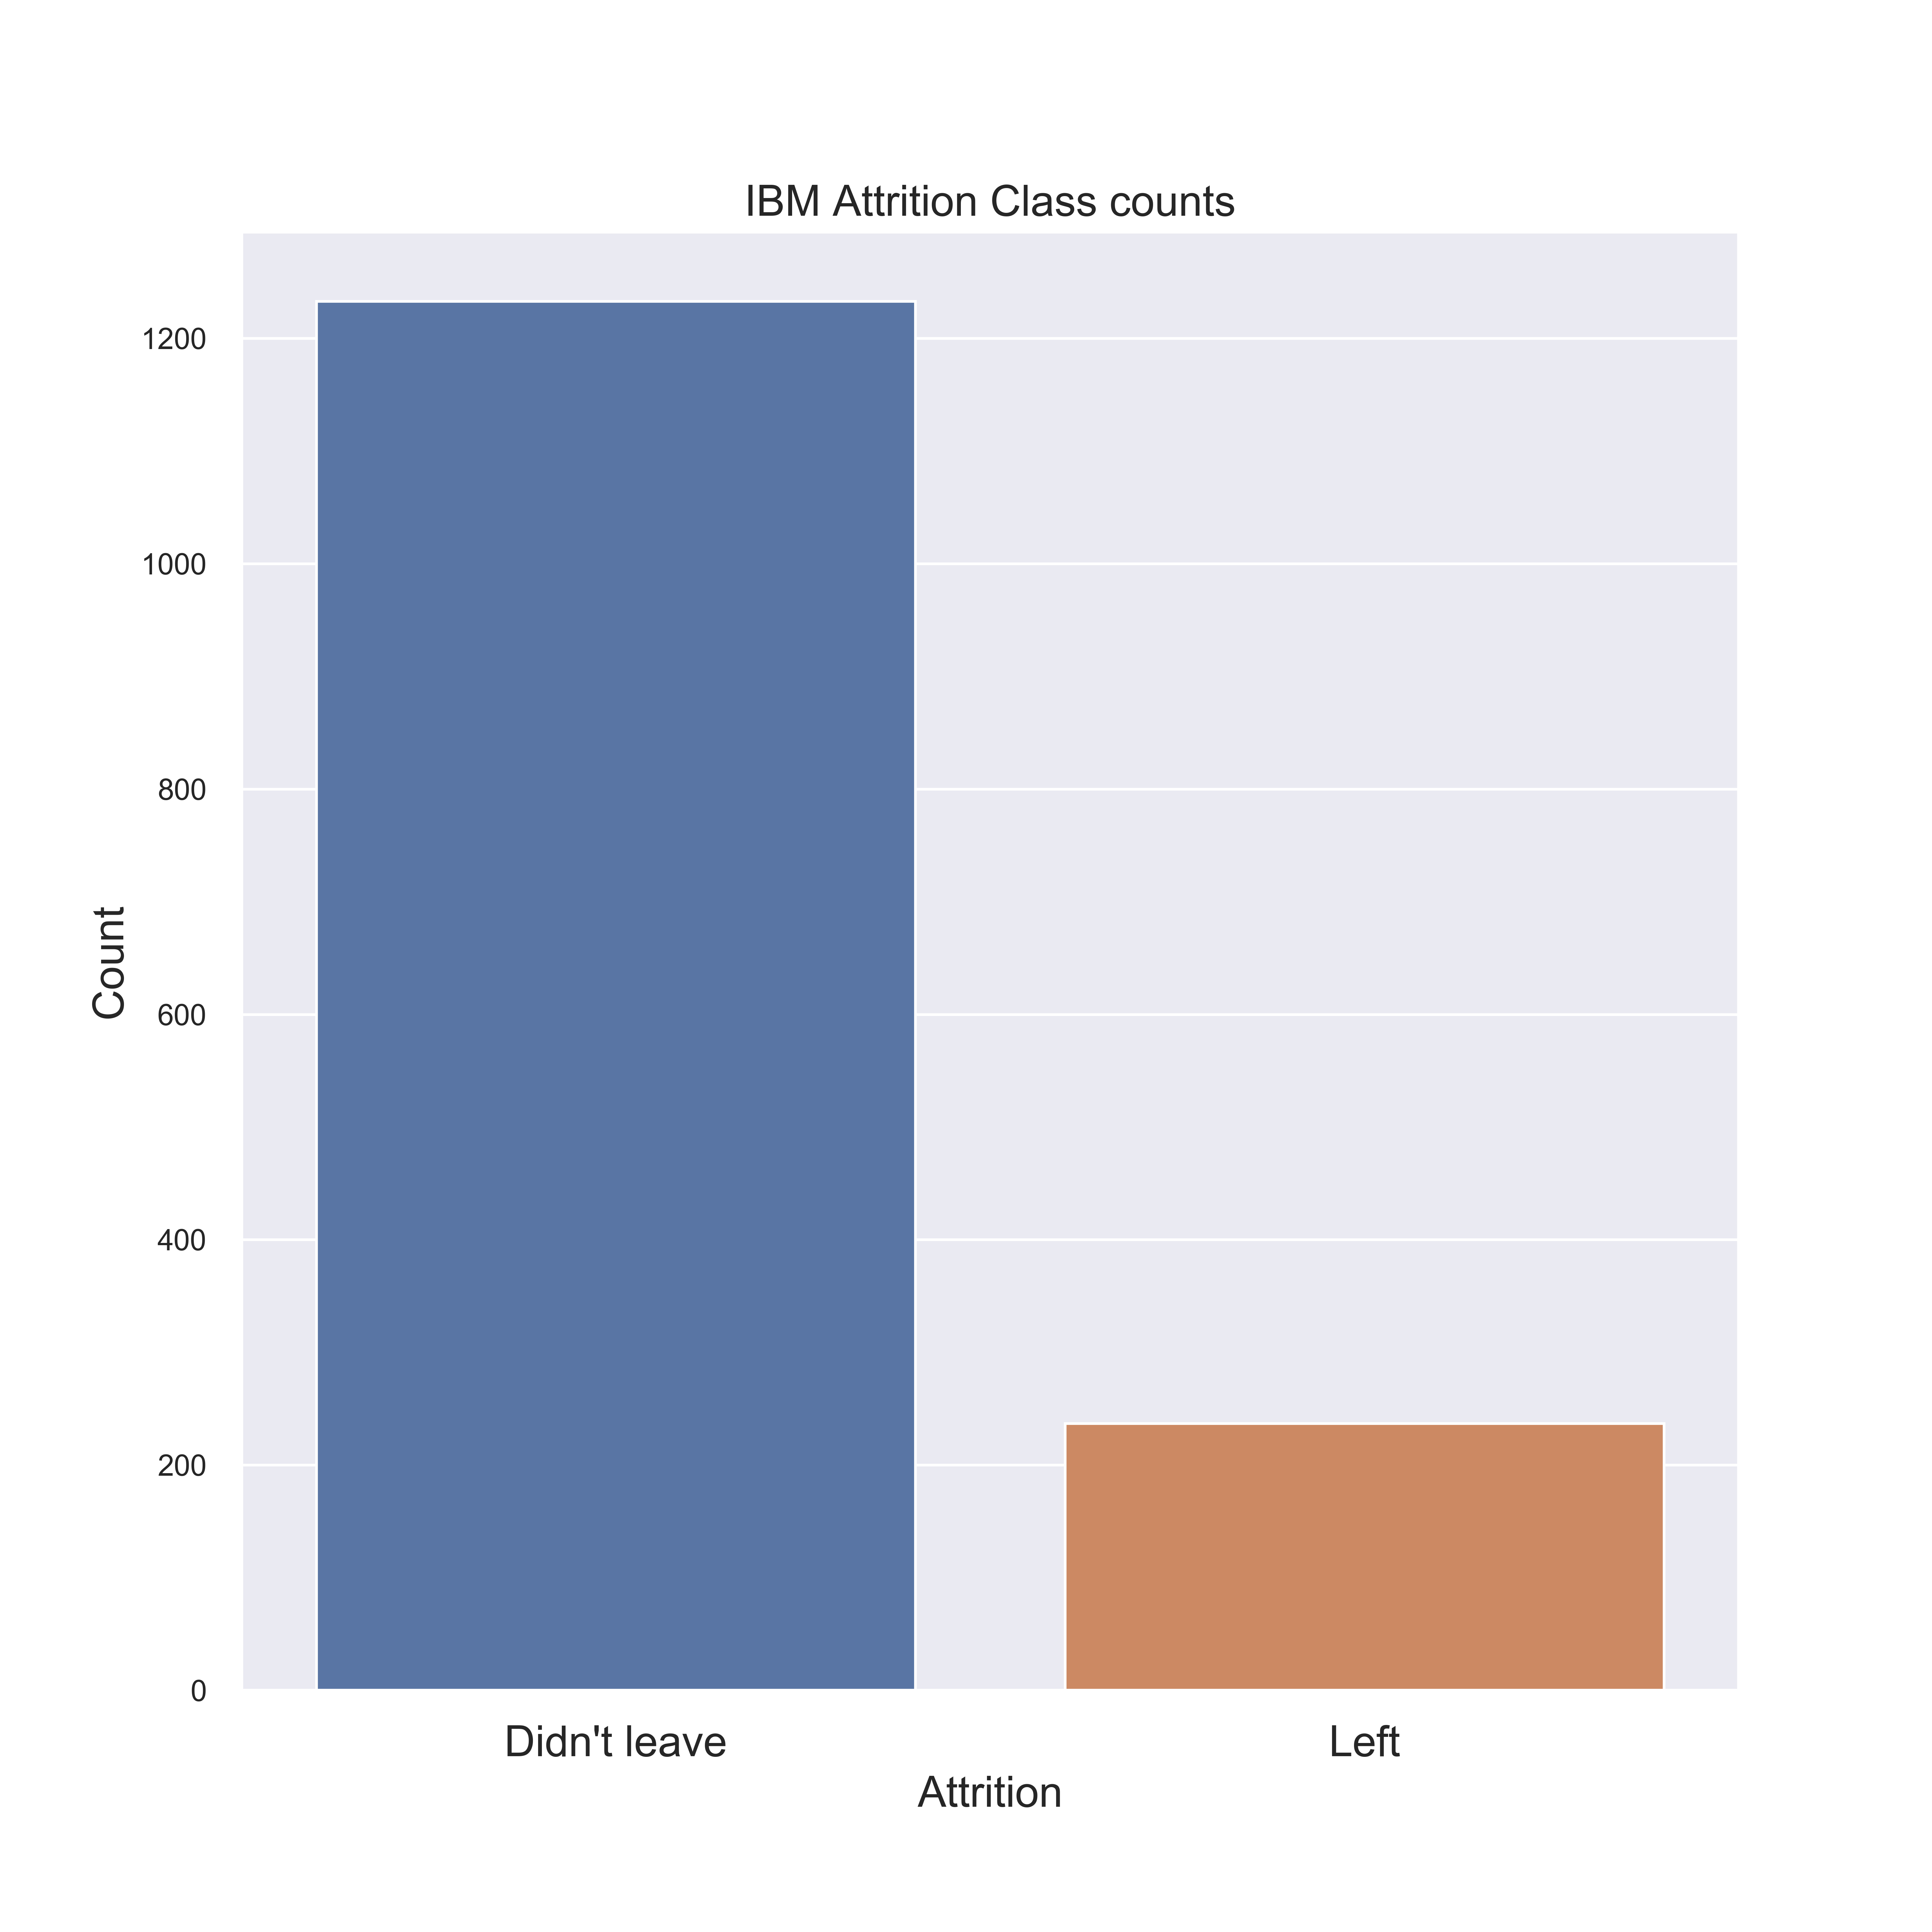 IBM Attrition Class counts
1200
1000
800
600
400
200
0
Count
Didn't leave
Left
Attrition